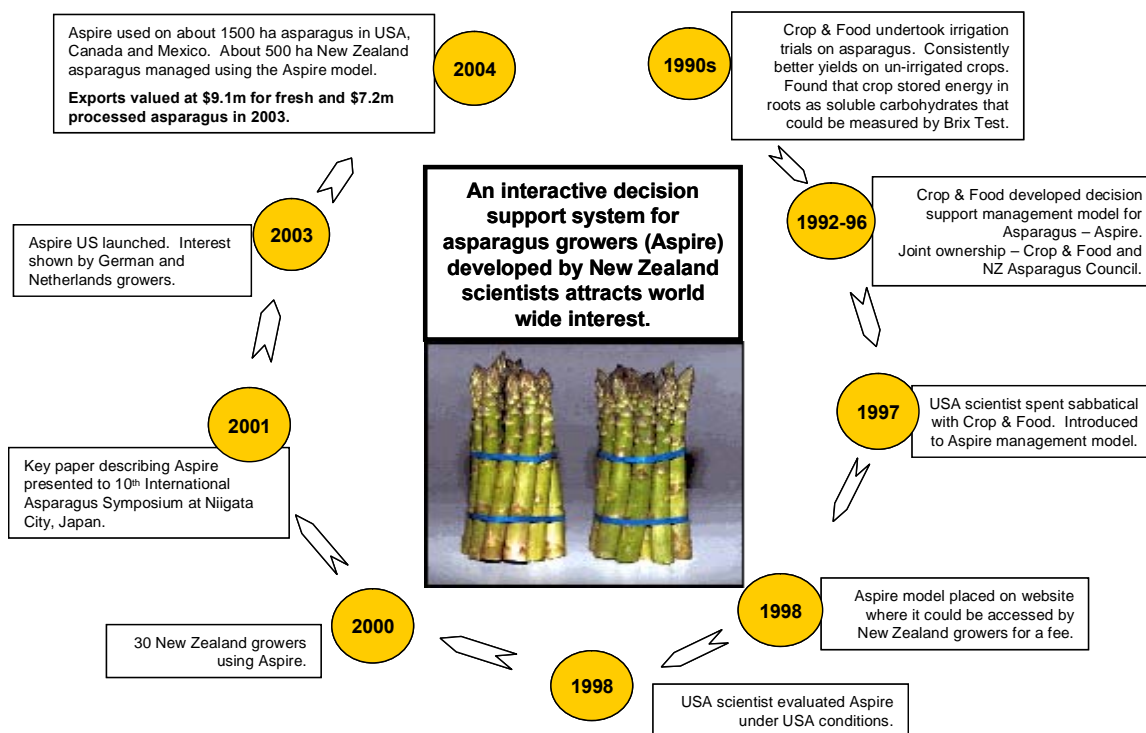 Aspire used on about 1500 ha asparagus in USA,
Canada and Mexico.  About 500 ha New Zealand
asparagus managed using the Aspire model.
Exports valued at $9.1m for fresh and $7.2m
processed asparagus in 2003.
2004
1990s
Crop & Food undertook irrigation
trials on asparagus.  Consistently
better yields on un-irrigated crops.
Found that crop stored energy in
roots as soluble carbohydrates that
could be measured by Brix Test.
An interactive decision
support system for
asparagus growers (Aspire)
developed by New Zealand
scientists attracts world
wide interest.
1992-96
Crop & Food developed decision
support management model for
Asparagus – Aspire.
Joint ownership – Crop & Food and
NZ Asparagus Council.
2003
Aspire US launched.  Interest
shown by German and
Netherlands growers.
1997
USA scientist spent sabbatical
with Crop & Food.  Introduced
to Aspire management model.
2001
Key paper describing Aspire
presented to 10th International
Asparagus Symposium at Niigata
City, Japan.
1998
Aspire model placed on website
where it could be accessed by
New Zealand growers for a fee.
2000
30 New Zealand growers
using Aspire.
1998
USA scientist evaluated Aspire
under USA conditions.